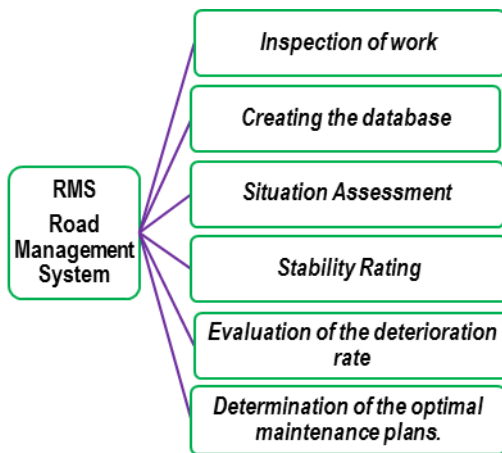 RMS
Road
Management
System
Inspection of work
Creating the database
Situation Assessment
Stability Rating
Evaluation of the deterioration
rate
Determination of the optimal
maintenance plans.